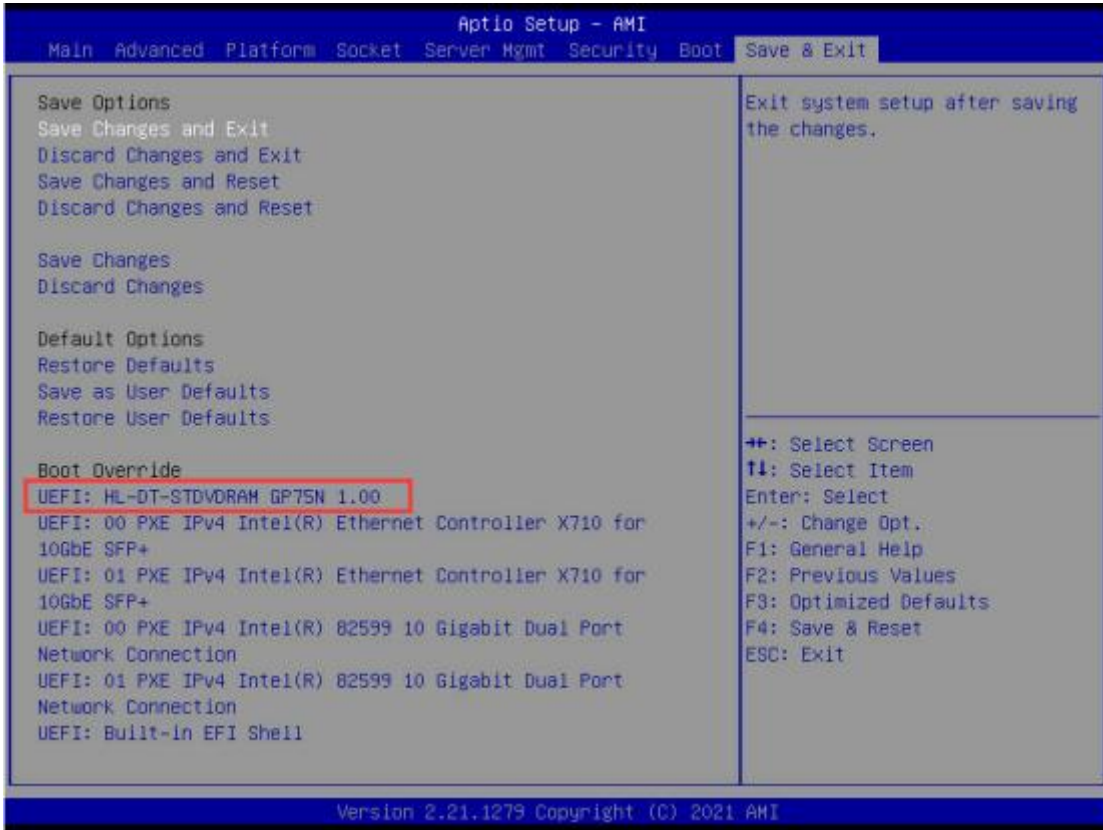 Aptio Setup - AMI
Main Advanced Platform Socket Server Mgmt Security Boot Save & Exit
Save Options
Save Changes and Exit
Discard Changes and Exit
Save Changes and Reset
Discard Changes and Reset
Save Changes
Discard Changes
Default Options
Restore Defaults
Save as User Defaults
Restore User Defaults
Boot Override
UEFI: HL-DT-STDVDRAM GP75N 1.00
UEFI: 00 PXE IPv4 Intel(R) Ethernet Controller X710 for
10GbE SFP+
UEFI: 01 PXE IPv4 Intel(R) Ethernet Controller X710 for
10GbE SFP+
UEFI: 00 PXE IPv4 Intel(R) 82599 10 Gigabit Dual Port
Network Connection
UEFI: 01 PXE IPv4 Intel(R) 82599 10 Gigabit Dual Port
Network Connection
UEFI: Built-in EFI Shell
Exit system setup after saving
the changes.
→←: Select Screen
↑↓: Select Item
Enter: Select
+/-: Change Opt.
F1: General Help
F2: Previous Values
F3: Optimized Defaults
F4: Save & Reset
ESC: Exit
Version 2.21.1279 Copyright (C) 2021 AMI